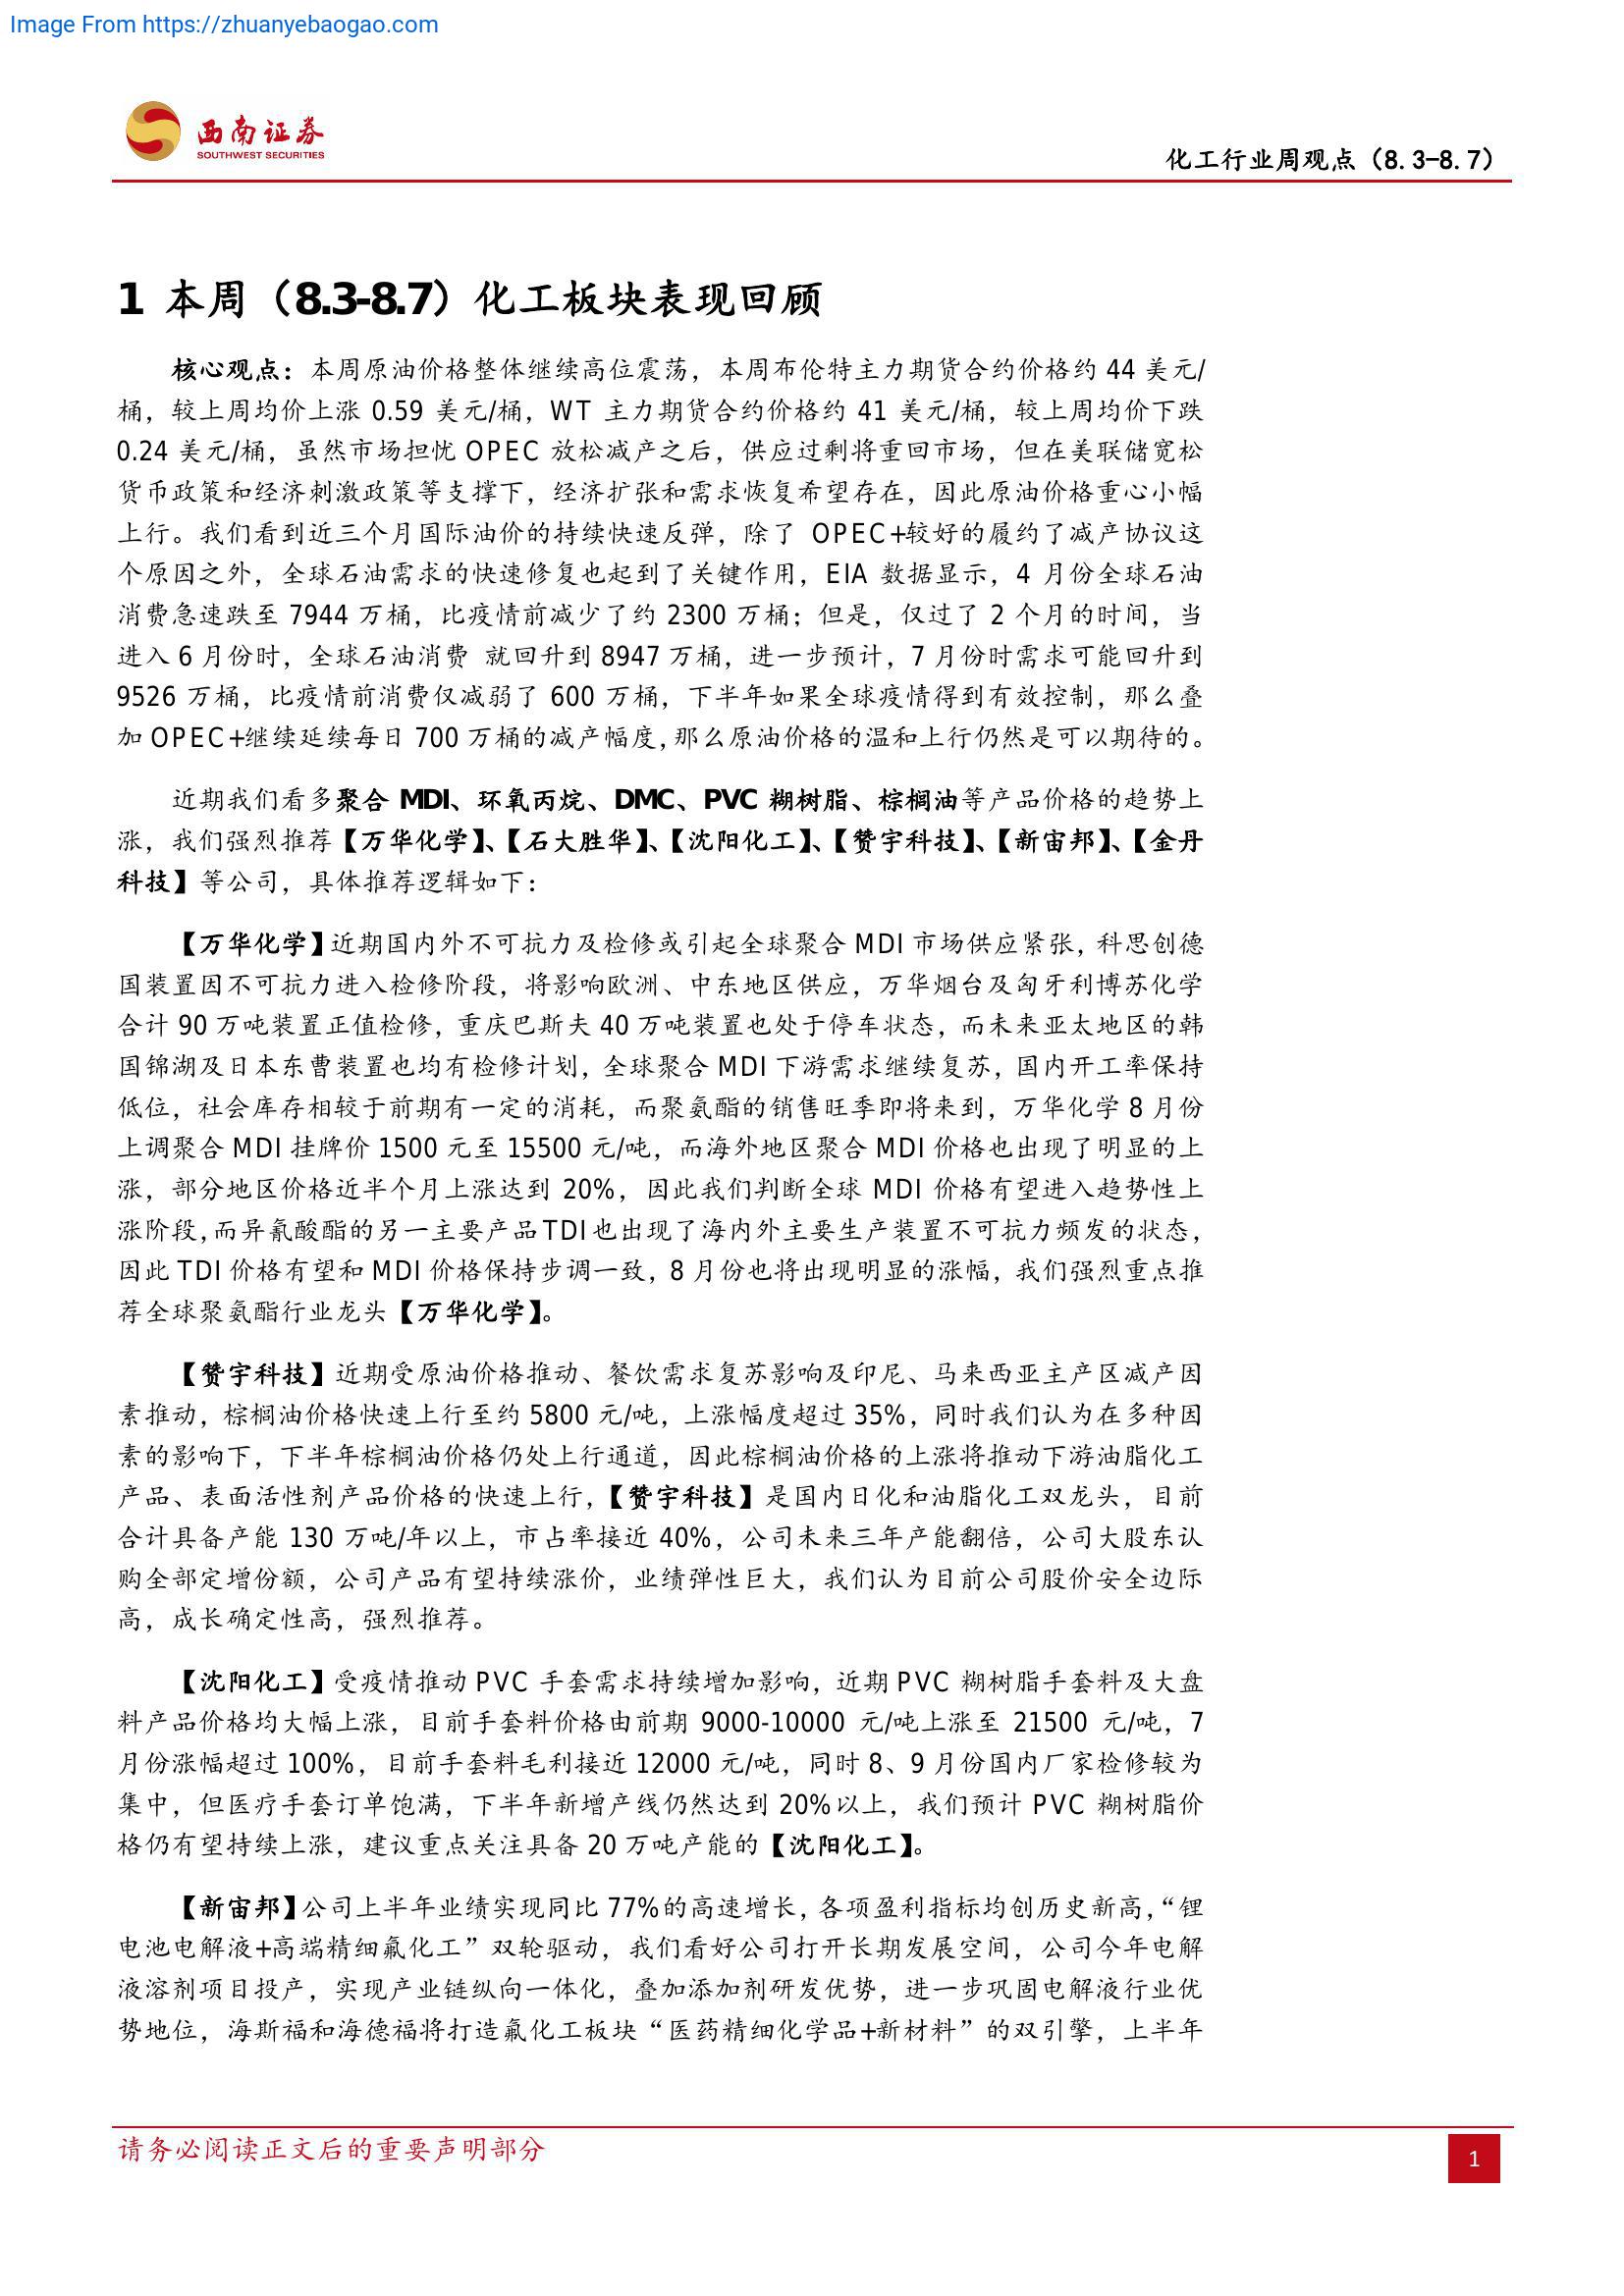 Image From https://zhuanyebaogao.com
西南证券
SOUTHWEST SECURITIES
化工行业周观点（8.3-8.7）
1 本周（8.3-8.7）化工板块表现回顾
核心观点：本周原油价格整体继续高位震荡，本周布伦特主力期货合约价格约 44 美元/
桶，较上周均价上涨 0.59 美元/桶，WT 主力期货合约价格约 41 美元/桶，较上周均价下跌
0.24 美元/桶，虽然市场担忧 OPEC 放松减产之后，供应过剩将重回市场，但在美联储宽松
货币政策和经济刺激政策等支撑下，经济扩张和需求恢复希望存在，因此原油价格重心小幅
上行。我们看到近三个月国际油价的持续快速反弹，除了 OPEC+较好的履约了减产协议这
个原因之外，全球石油需求的快速修复也起到了关键作用，EIA 数据显示，4 月份全球石油
消费急速跌至 7944 万桶，比疫情前减少了约 2300 万桶；但是，仅过了 2 个月的时间，当
进入 6 月份时，全球石油消费 就回升到 8947 万桶，进一步预计，7 月份时需求可能回升到
9526 万桶，比疫情前消费仅减弱了 600 万桶，下半年如果全球疫情得到有效控制，那么叠
加 OPEC+继续延续每日 700 万桶的减产幅度，那么原油价格的温和上行仍然是可以期待的。
近期我们看多聚合 MDI、环氧丙烷、DMC、PVC 糊树脂、棕榈油等产品价格的趋势上
涨，我们强烈推荐【万华化学】、【石大胜华】、【沈阳化工】、【赞宇科技】、【新宙邦】、【金丹
科技】等公司，具体推荐逻辑如下：
【万华化学】近期国内外不可抗力及检修或引起全球聚合 MDI 市场供应紧张，科思创德
国装置因不可抗力进入检修阶段，将影响欧洲、中东地区供应，万华烟台及匈牙利博苏化学
合计 90 万吨装置正值检修，重庆巴斯夫 40 万吨装置也处于停车状态，而未来亚太地区的韩
国锦湖及日本东曹装置也均有检修计划，全球聚合 MDI 下游需求继续复苏，国内开工率保持
低位，社会库存相较于前期有一定的消耗，而聚氨酯的销售旺季即将来到，万华化学 8 月份
上调聚合 MDI 挂牌价 1500 元至 15500 元/吨，而海外地区聚合 MDI 价格也出现了明显的上
涨，部分地区价格近半个月上涨达到 20%，因此我们判断全球 MDI 价格有望进入趋势性上
涨阶段，而异氰酸酯的另一主要产品 TDI 也出现了海内外主要生产装置不可抗力频发的状态，
因此 TDI 价格有望和 MDI 价格保持步调一致，8 月份也将出现明显的涨幅，我们强烈重点推
荐全球聚氨酯行业龙头【万华化学】。
【赞宇科技】近期受原油价格推动、餐饮需求复苏影响及印尼、马来西亚主产区减产因
素推动，棕榈油价格快速上行至约 5800 元/吨，上涨幅度超过 35%，同时我们认为在多种因
素的影响下，下半年棕榈油价格仍处上行通道，因此棕榈油价格的上涨将推动下游油脂化工
产品、表面活性剂产品价格的快速上行，【赞宇科技】是国内日化和油脂化工双龙头，目前
合计具备产能 130 万吨/年以上，市占率接近 40%，公司未来三年产能翻倍，公司大股东认
购全部定增份额，公司产品有望持续涨价，业绩弹性巨大，我们认为目前公司股价安全边际
高，成长确定性高，强烈推荐。
【沈阳化工】受疫情推动 PVC 手套需求持续增加影响，近期 PVC 糊树脂手套料及大盘
料产品价格均大幅上涨，目前手套料价格由前期 9000-10000 元/吨上涨至 21500 元/吨，7
月份涨幅超过 100%，目前手套料毛利接近 12000 元/吨，同时 8、9 月份国内厂家检修较为
集中，但医疗手套订单饱满，下半年新增产线仍然达到 20%以上，我们预计 PVC 糊树脂价
格仍有望持续上涨，建议重点关注具备 20 万吨产能的【沈阳化工】。
【新宙邦】公司上半年业绩实现同比 77%的高速增长，各项盈利指标均创历史新高，“锂
电池电解液+高端精细氟化工”双轮驱动，我们看好公司打开长期发展空间，公司今年电解
液溶剂项目投产，实现产业链纵向一体化，叠加添加剂研发优势，进一步巩固电解液行业优
势地位，海斯福和海德福将打造氟化工板块“医药精细化学品+新材料”的双引擎，上半年
请务必阅读正文后的重要声明部分
1